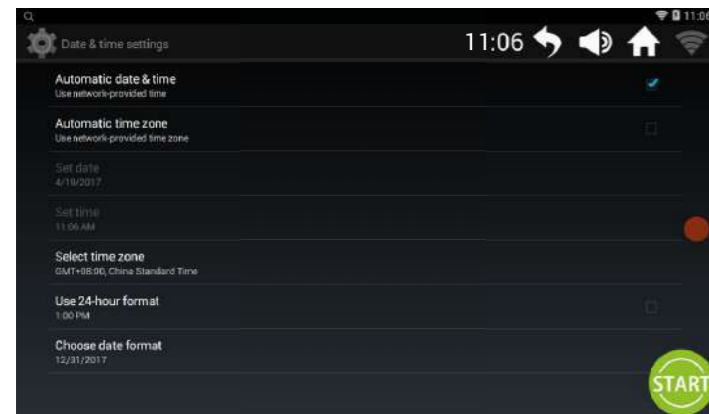 11:06
Date & time settings
11:06
Automatic date & time
Use network-provided time
Automatic time zone
Use network-provided time zone
Set date
4/19/2017
Set time
11:06 AM
Select time zone
GMT+08:00, China Standard Time
Use 24-hour format
1:00 PM
Choose date format
12/31/2017
START